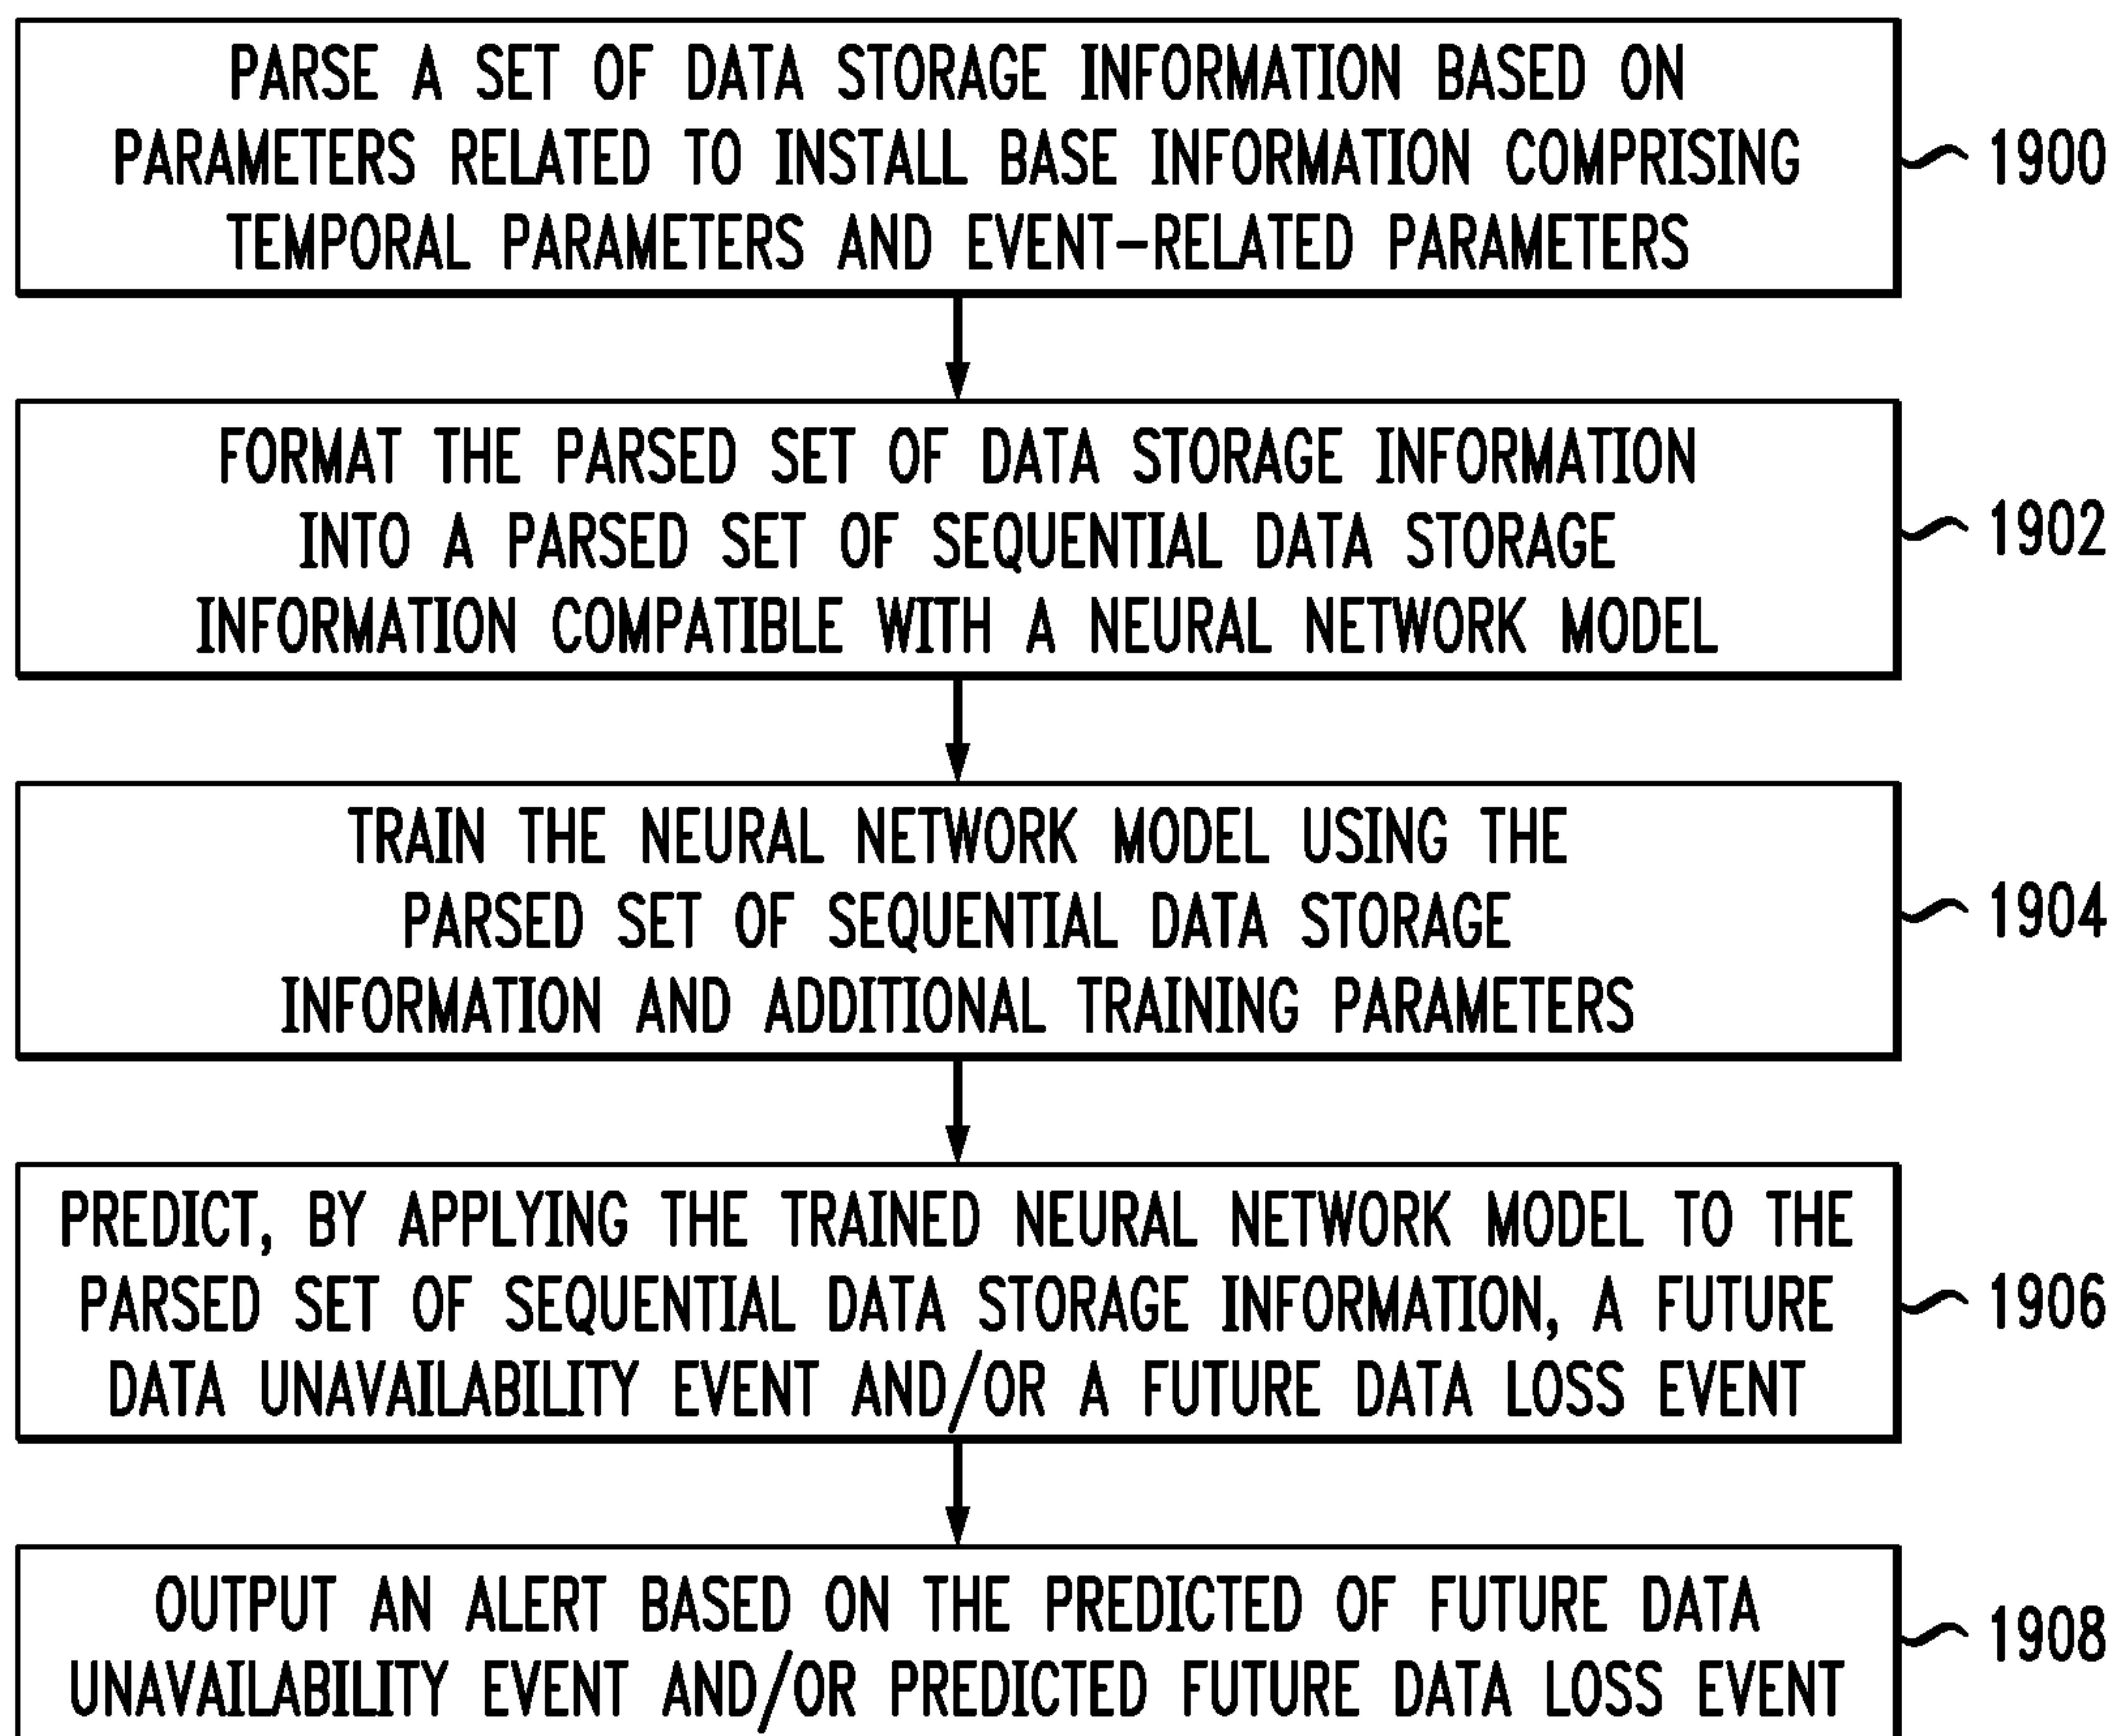 PARSE A SET OF DATA STORAGE INFORMATION BASED ON
PARAMETERS RELATED TO INSTALL BASE INFORMATION COMPRISING
TEMPORAL PARAMETERS AND EVENT-RELATED PARAMETERS
1900
FORMAT THE PARSED SET OF DATA STORAGE INFORMATION
INTO A PARSED SET OF SEQUENTIAL DATA STORAGE
INFORMATION COMPATIBLE WITH A NEURAL NETWORK MODEL
1902
TRAIN THE NEURAL NETWORK MODEL USING THE
PARSED SET OF SEQUENTIAL DATA STORAGE
INFORMATION AND ADDITIONAL TRAINING PARAMETERS
1904
PREDICT, BY APPLYING THE TRAINED NEURAL NETWORK MODEL TO THE
PARSED SET OF SEQUENTIAL DATA STORAGE INFORMATION, A FUTURE
DATA UNAVAILABILITY EVENT AND/OR A FUTURE DATA LOSS EVENT
1906
OUTPUT AN ALERT BASED ON THE PREDICTED OF FUTURE DATA
UNAVAILABILITY EVENT AND/OR PREDICTED FUTURE DATA LOSS EVENT
1908